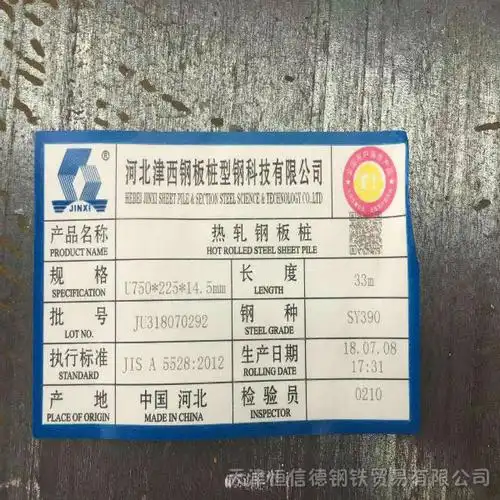 ®
JINXI
河北津西钢板桩型钢科技有限公司
HEBEI JINXI SHEET PILE & SECTION STEEL SCIENCE & TECHNOLOGY CO.,LTD
产品名称
PRODUCT NAME
热轧钢板桩
HOT ROLLED STEEL SHEET PILE
规 格
SPECIFICATION
U750*225*14.5mm
长 度
LENGTH
33m
批 号
LOT NO.
JU318070292
钢 种
STEEL GRADE
SY390
执行标准
STANDARD
JIS A 5528:2012
生产日期
ROLLING DATE
18.07.08
17:31
产 地
PLACE OF ORIGIN
中国 河北
MADE IN CHINA
检 验 员
INSPECTOR
0210
天津恒信德钢铁贸易有限公司